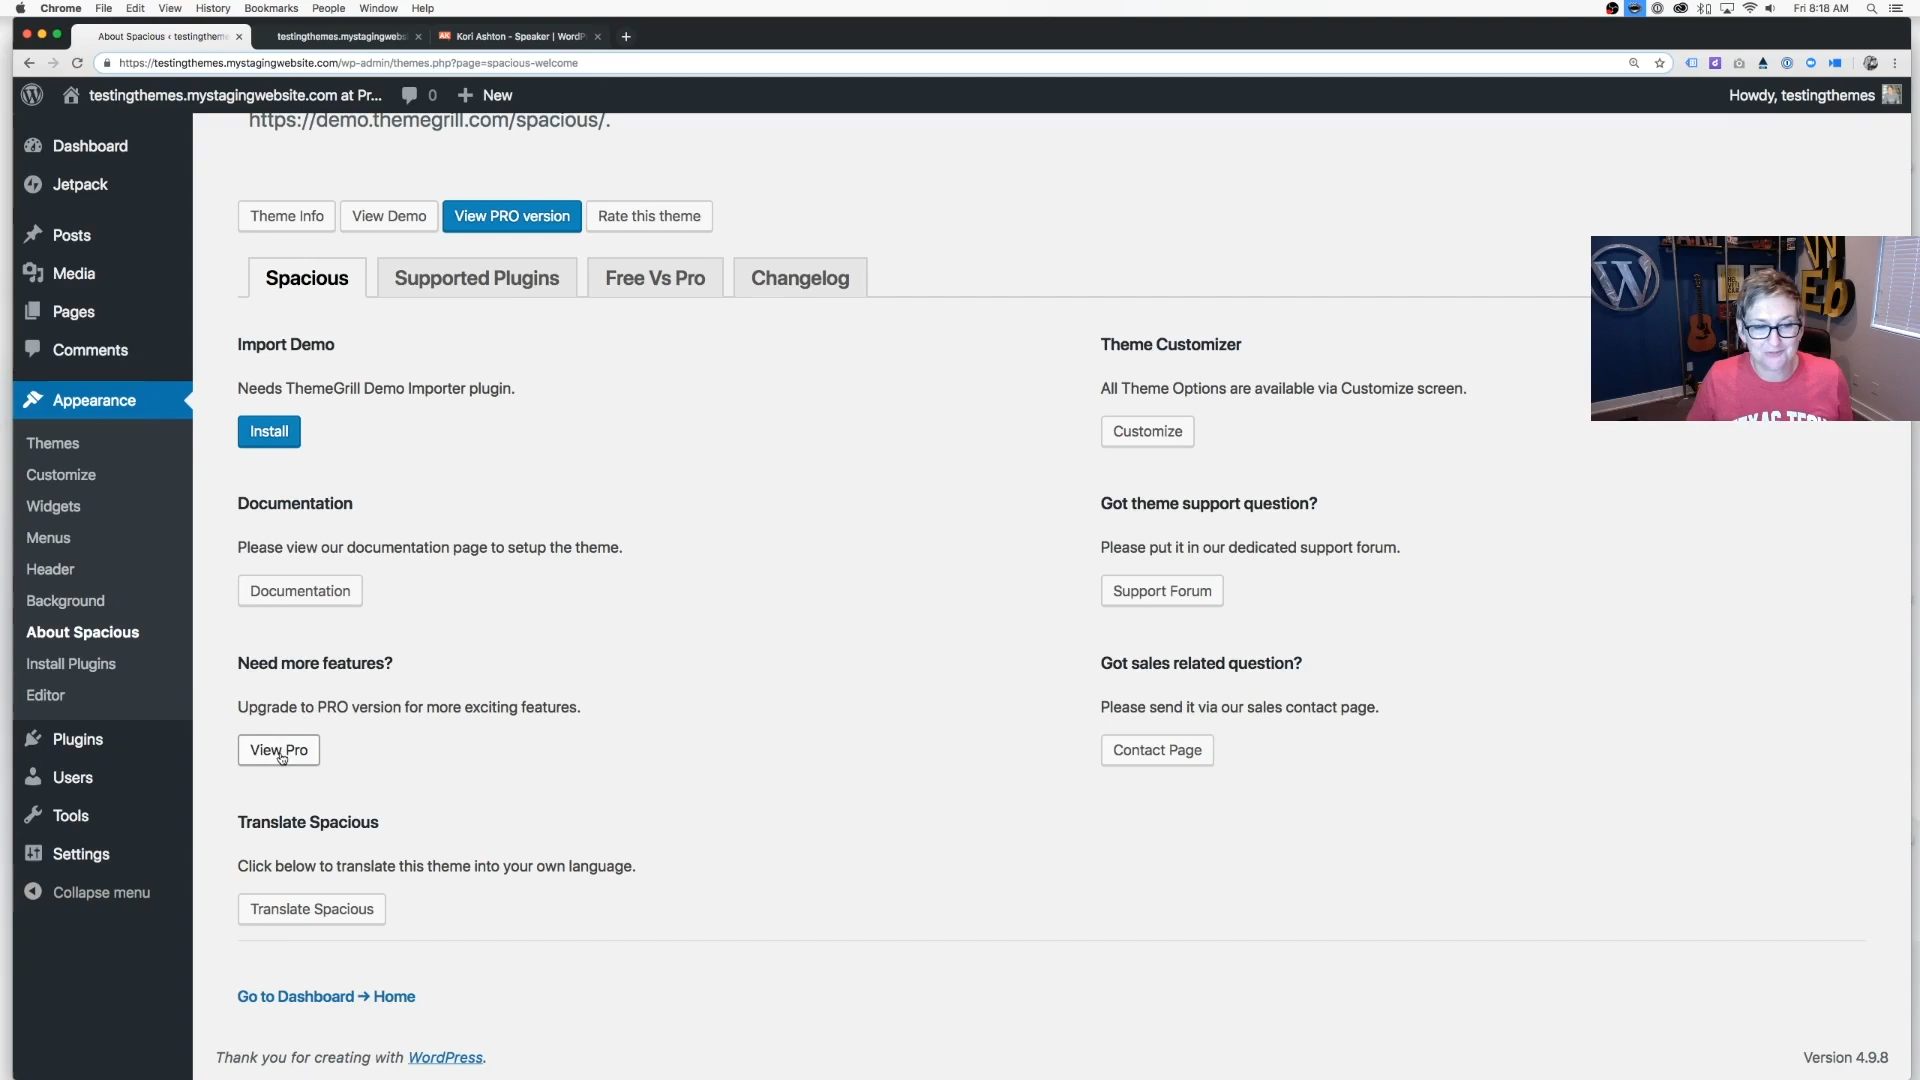 Chrome File Edit View History Bookmarks People Window Help Fri 8:18 AM
About Spacious ‹ testingtheme testingthemes.mystagingwebsi Kori Ashton - Speaker | WordP
https://testingthemes.mystagingwebsite.com/wp-admin/themes.php?page=spacious-welcome
testingthemes.mystagingwebsite.com at Pr... 0 New Howdy, testingthemes
https://demo.themegrill.com/spacious/.
Dashboard
Jetpack
Posts
Media
Pages
Comments
Appearance
Themes
Customize
Widgets
Menus
Header
Background
About Spacious
Install Plugins
Editor
Plugins
Users
Tools
Settings
Collapse menu
Theme Info View Demo View PRO version Rate this theme
Spacious Supported Plugins Free Vs Pro Changelog
Import Demo
Needs ThemeGrill Demo Importer plugin.
Install
Theme Customizer
All Theme Options are available via Customize screen.
Customize
Documentation
Please view our documentation page to setup the theme.
Documentation
Got theme support question?
Please put it in our dedicated support forum.
Support Forum
Need more features?
Upgrade to PRO version for more exciting features.
View Pro
Got sales related question?
Please send it via our sales contact page.
Contact Page
Translate Spacious
Click below to translate this theme into your own language.
Translate Spacious
Go to Dashboard → Home
Thank you for creating with WordPress.
Version 4.9.8